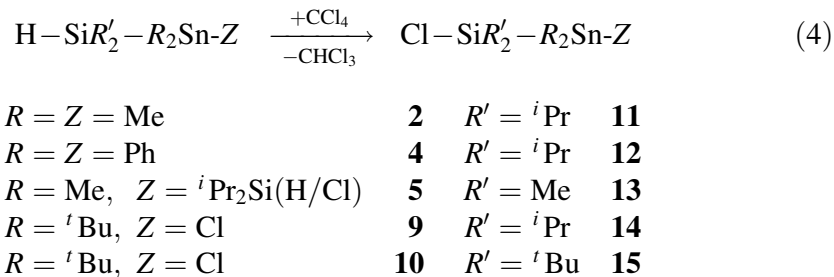 H–SiR′₂–R₂Sn-Z +CCl₄ −CHCl₃ → Cl–SiR′₂–R₂Sn-Z (4)
R = Z = Me 2 R′ = ⁱPr 11
R = Z = Ph 4 R′ = ⁱPr 12
R = Me, Z = ⁱPr₂Si(H/Cl) 5 R′ = Me 13
R = ᵗBu, Z = Cl 9 R′ = ⁱPr 14
R = ᵗBu, Z = Cl 10 R′ = ᵗBu 15